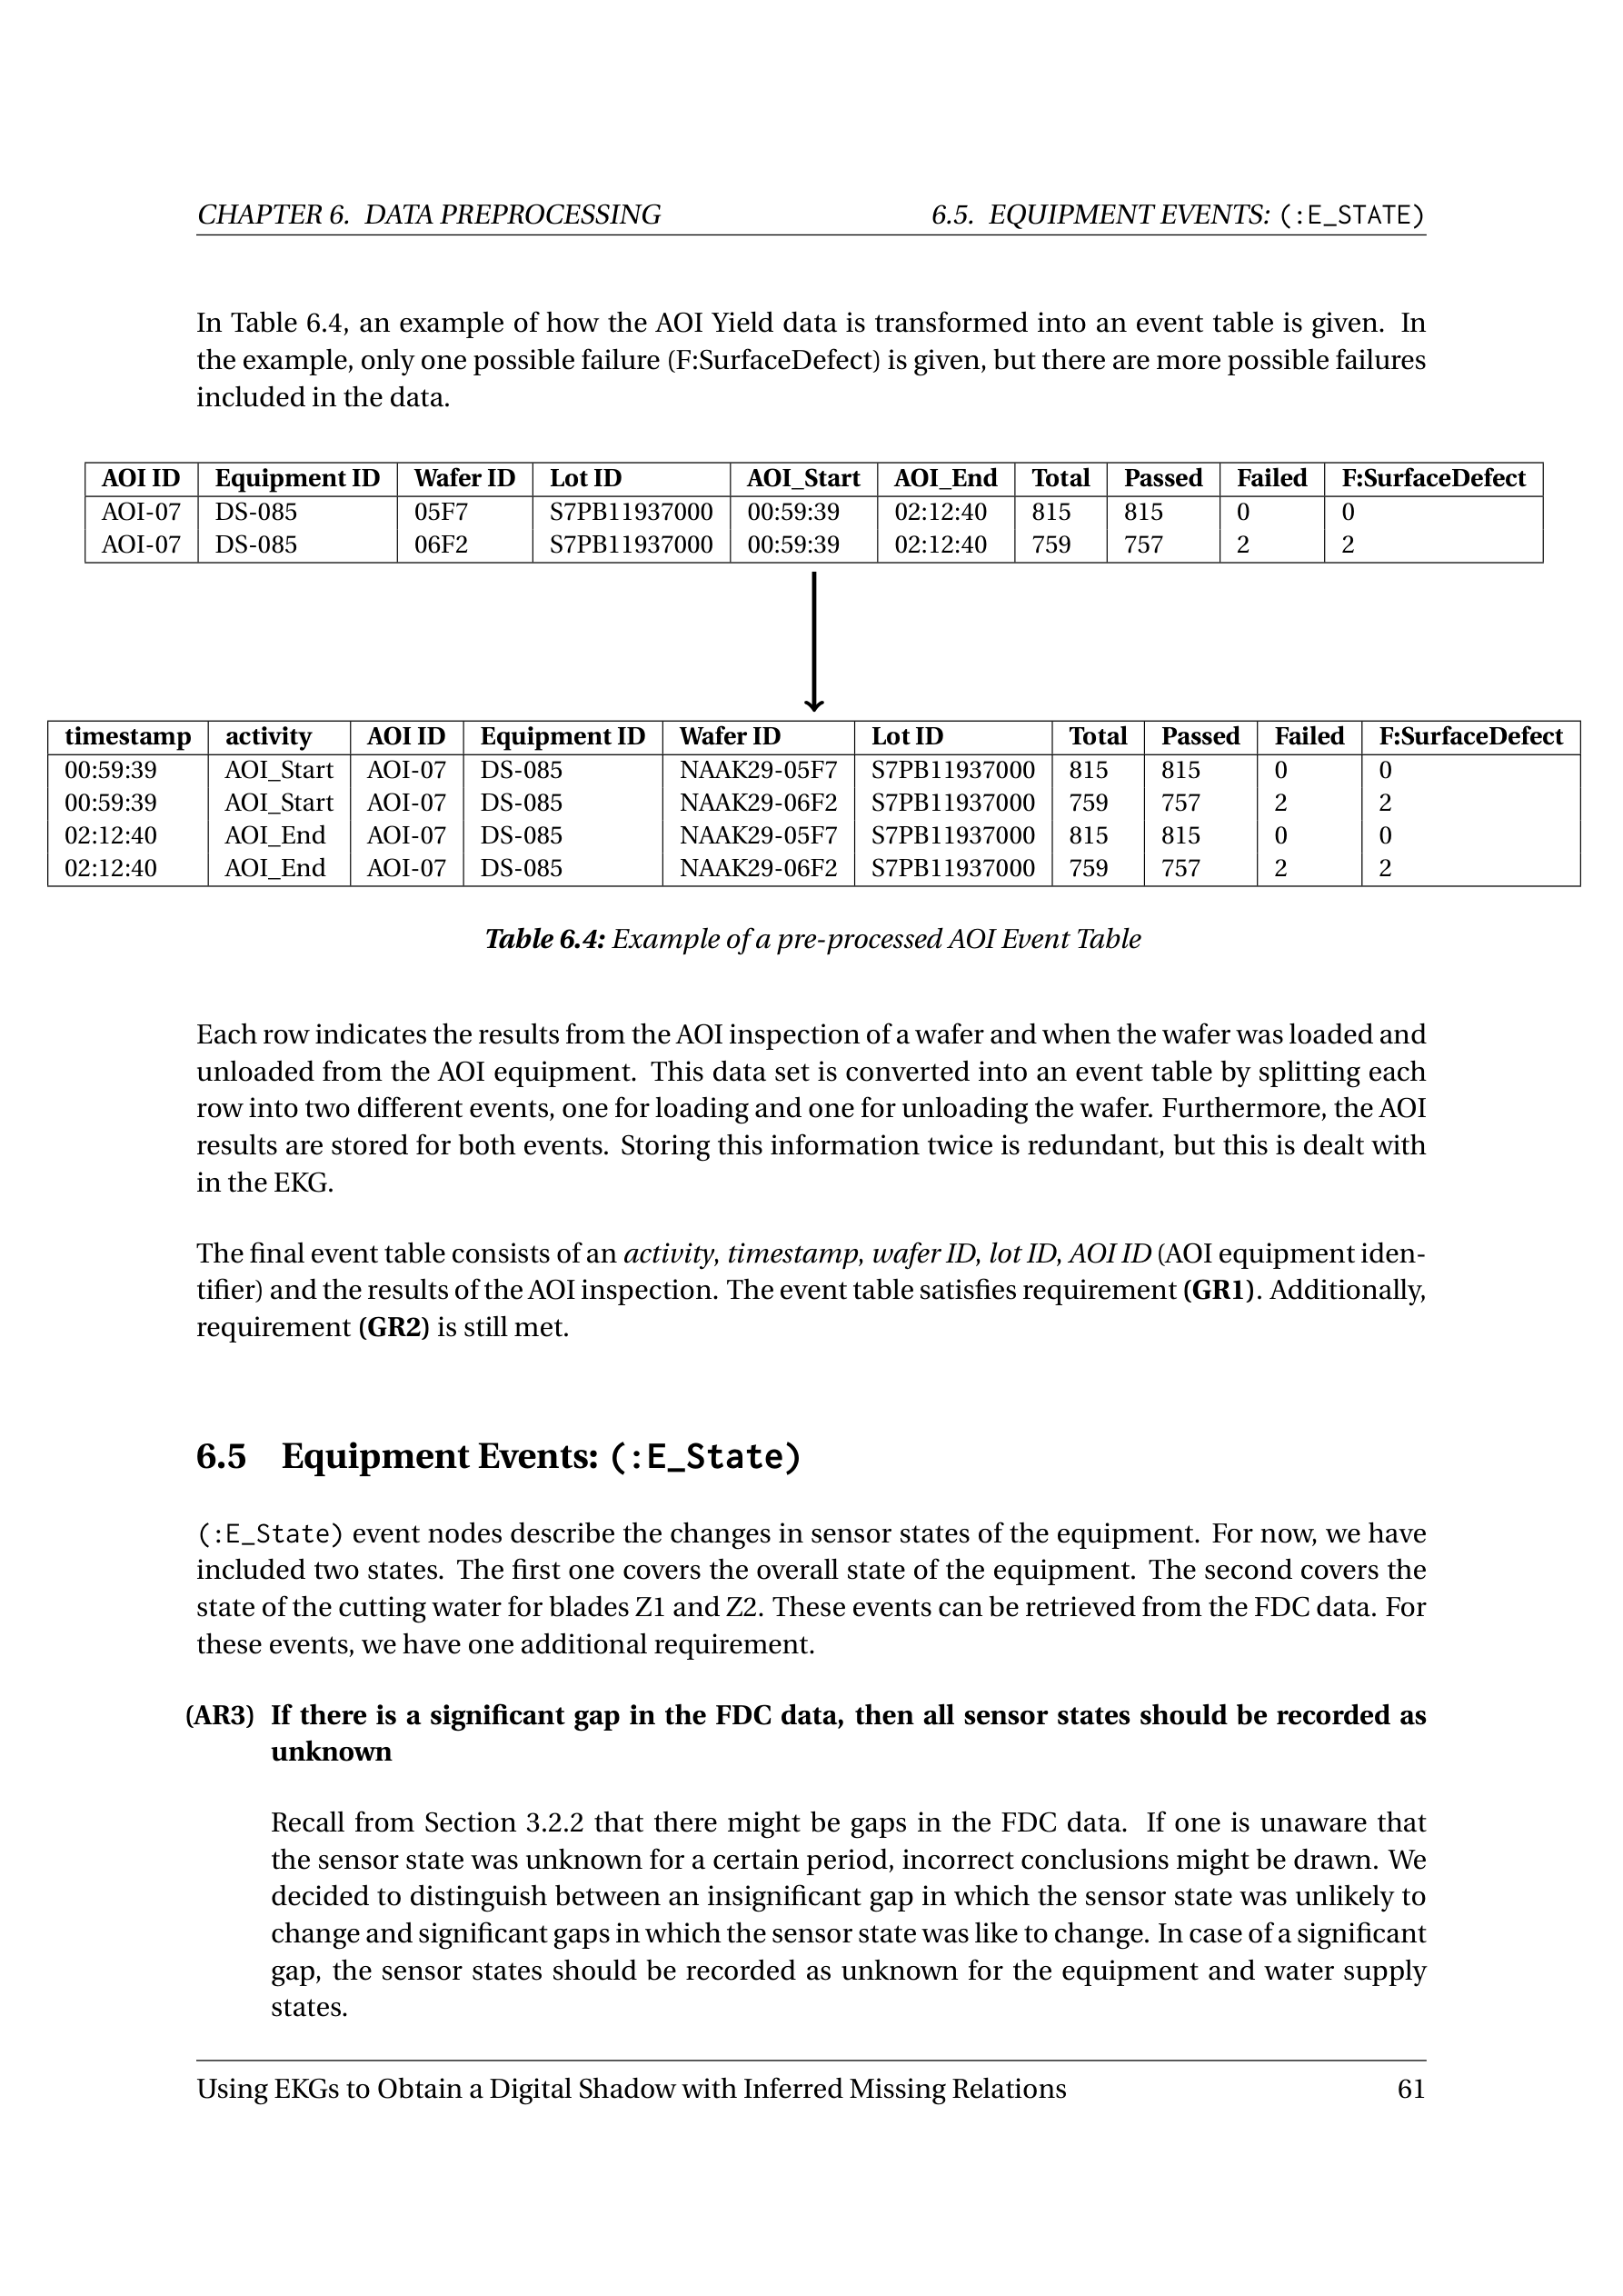 CHAPTER 6. DATA PREPROCESSING 6.5. EQUIPMENT EVENTS: (:E_STATE)
In Table 6.4, an example of how the AOI Yield data is transformed into an event table is given. In
the example, only one possible failure (F:SurfaceDefect) is given, but there are more possible failures
included in the data.
AOI ID Equipment ID Wafer ID Lot ID AOI_Start AOI_End Total Passed Failed F:SurfaceDefect
AOI-07 DS-085 05F7 S7PB11937000 00:59:39 02:12:40 815 815 0 0
AOI-07 DS-085 06F2 S7PB11937000 00:59:39 02:12:40 759 757 2 2
timestamp activity AOI ID Equipment ID Wafer ID Lot ID Total Passed Failed F:SurfaceDefect
00:59:39 AOI_Start AOI-07 DS-085 NAAK29-05F7 S7PB11937000 815 815 0 0
00:59:39 AOI_Start AOI-07 DS-085 NAAK29-06F2 S7PB11937000 759 757 2 2
02:12:40 AOI_End AOI-07 DS-085 NAAK29-05F7 S7PB11937000 815 815 0 0
02:12:40 AOI_End AOI-07 DS-085 NAAK29-06F2 S7PB11937000 759 757 2 2
Table 6.4: Example of a pre-processed AOI Event Table
Each row indicates the results from the AOI inspection of a wafer and when the wafer was loaded and
unloaded from the AOI equipment. This data set is converted into an event table by splitting each
row into two different events, one for loading and one for unloading the wafer. Furthermore, the AOI
results are stored for both events. Storing this information twice is redundant, but this is dealt with
in the EKG.
The final event table consists of an activity, timestamp, wafer ID, lot ID, AOI ID (AOI equipment iden-
tifier) and the results of the AOI inspection. The event table satisfies requirement (GR1). Additionally,
requirement (GR2) is still met.
6.5 Equipment Events: (:E_State)
(:E_State) event nodes describe the changes in sensor states of the equipment. For now, we have
included two states. The first one covers the overall state of the equipment. The second covers the
state of the cutting water for blades Z1 and Z2. These events can be retrieved from the FDC data. For
these events, we have one additional requirement.
(AR3) If there is a significant gap in the FDC data, then all sensor states should be recorded as
unknown
Recall from Section 3.2.2 that there might be gaps in the FDC data. If one is unaware that
the sensor state was unknown for a certain period, incorrect conclusions might be drawn. We
decided to distinguish between an insignificant gap in which the sensor state was unlikely to
change and significant gaps in which the sensor state was like to change. In case of a significant
gap, the sensor states should be recorded as unknown for the equipment and water supply
states.
Using EKGs to Obtain a Digital Shadow with Inferred Missing Relations 61